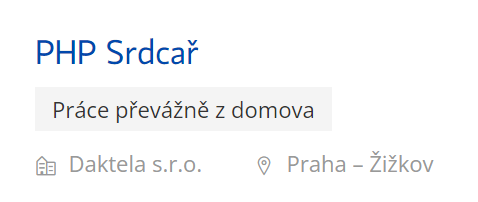 PHP Srdcař
Práce převážně z domova
Daktela s.r.o. Praha – Žižkov